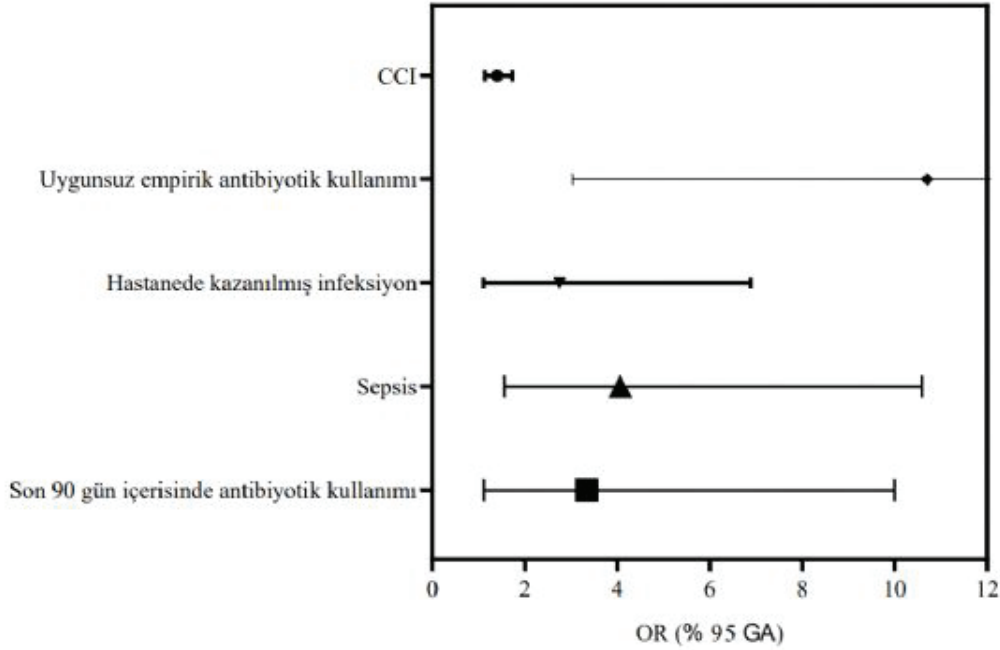 CCI
Uygunsuz empirik antibiyotik kullanımı
Hastanede kazanılmış infeksiyon
Sepsis
Son 90 gün içerisinde antibiyotik kullanımı
0 2 4 6 8 10 12
OR (% 95 GA)